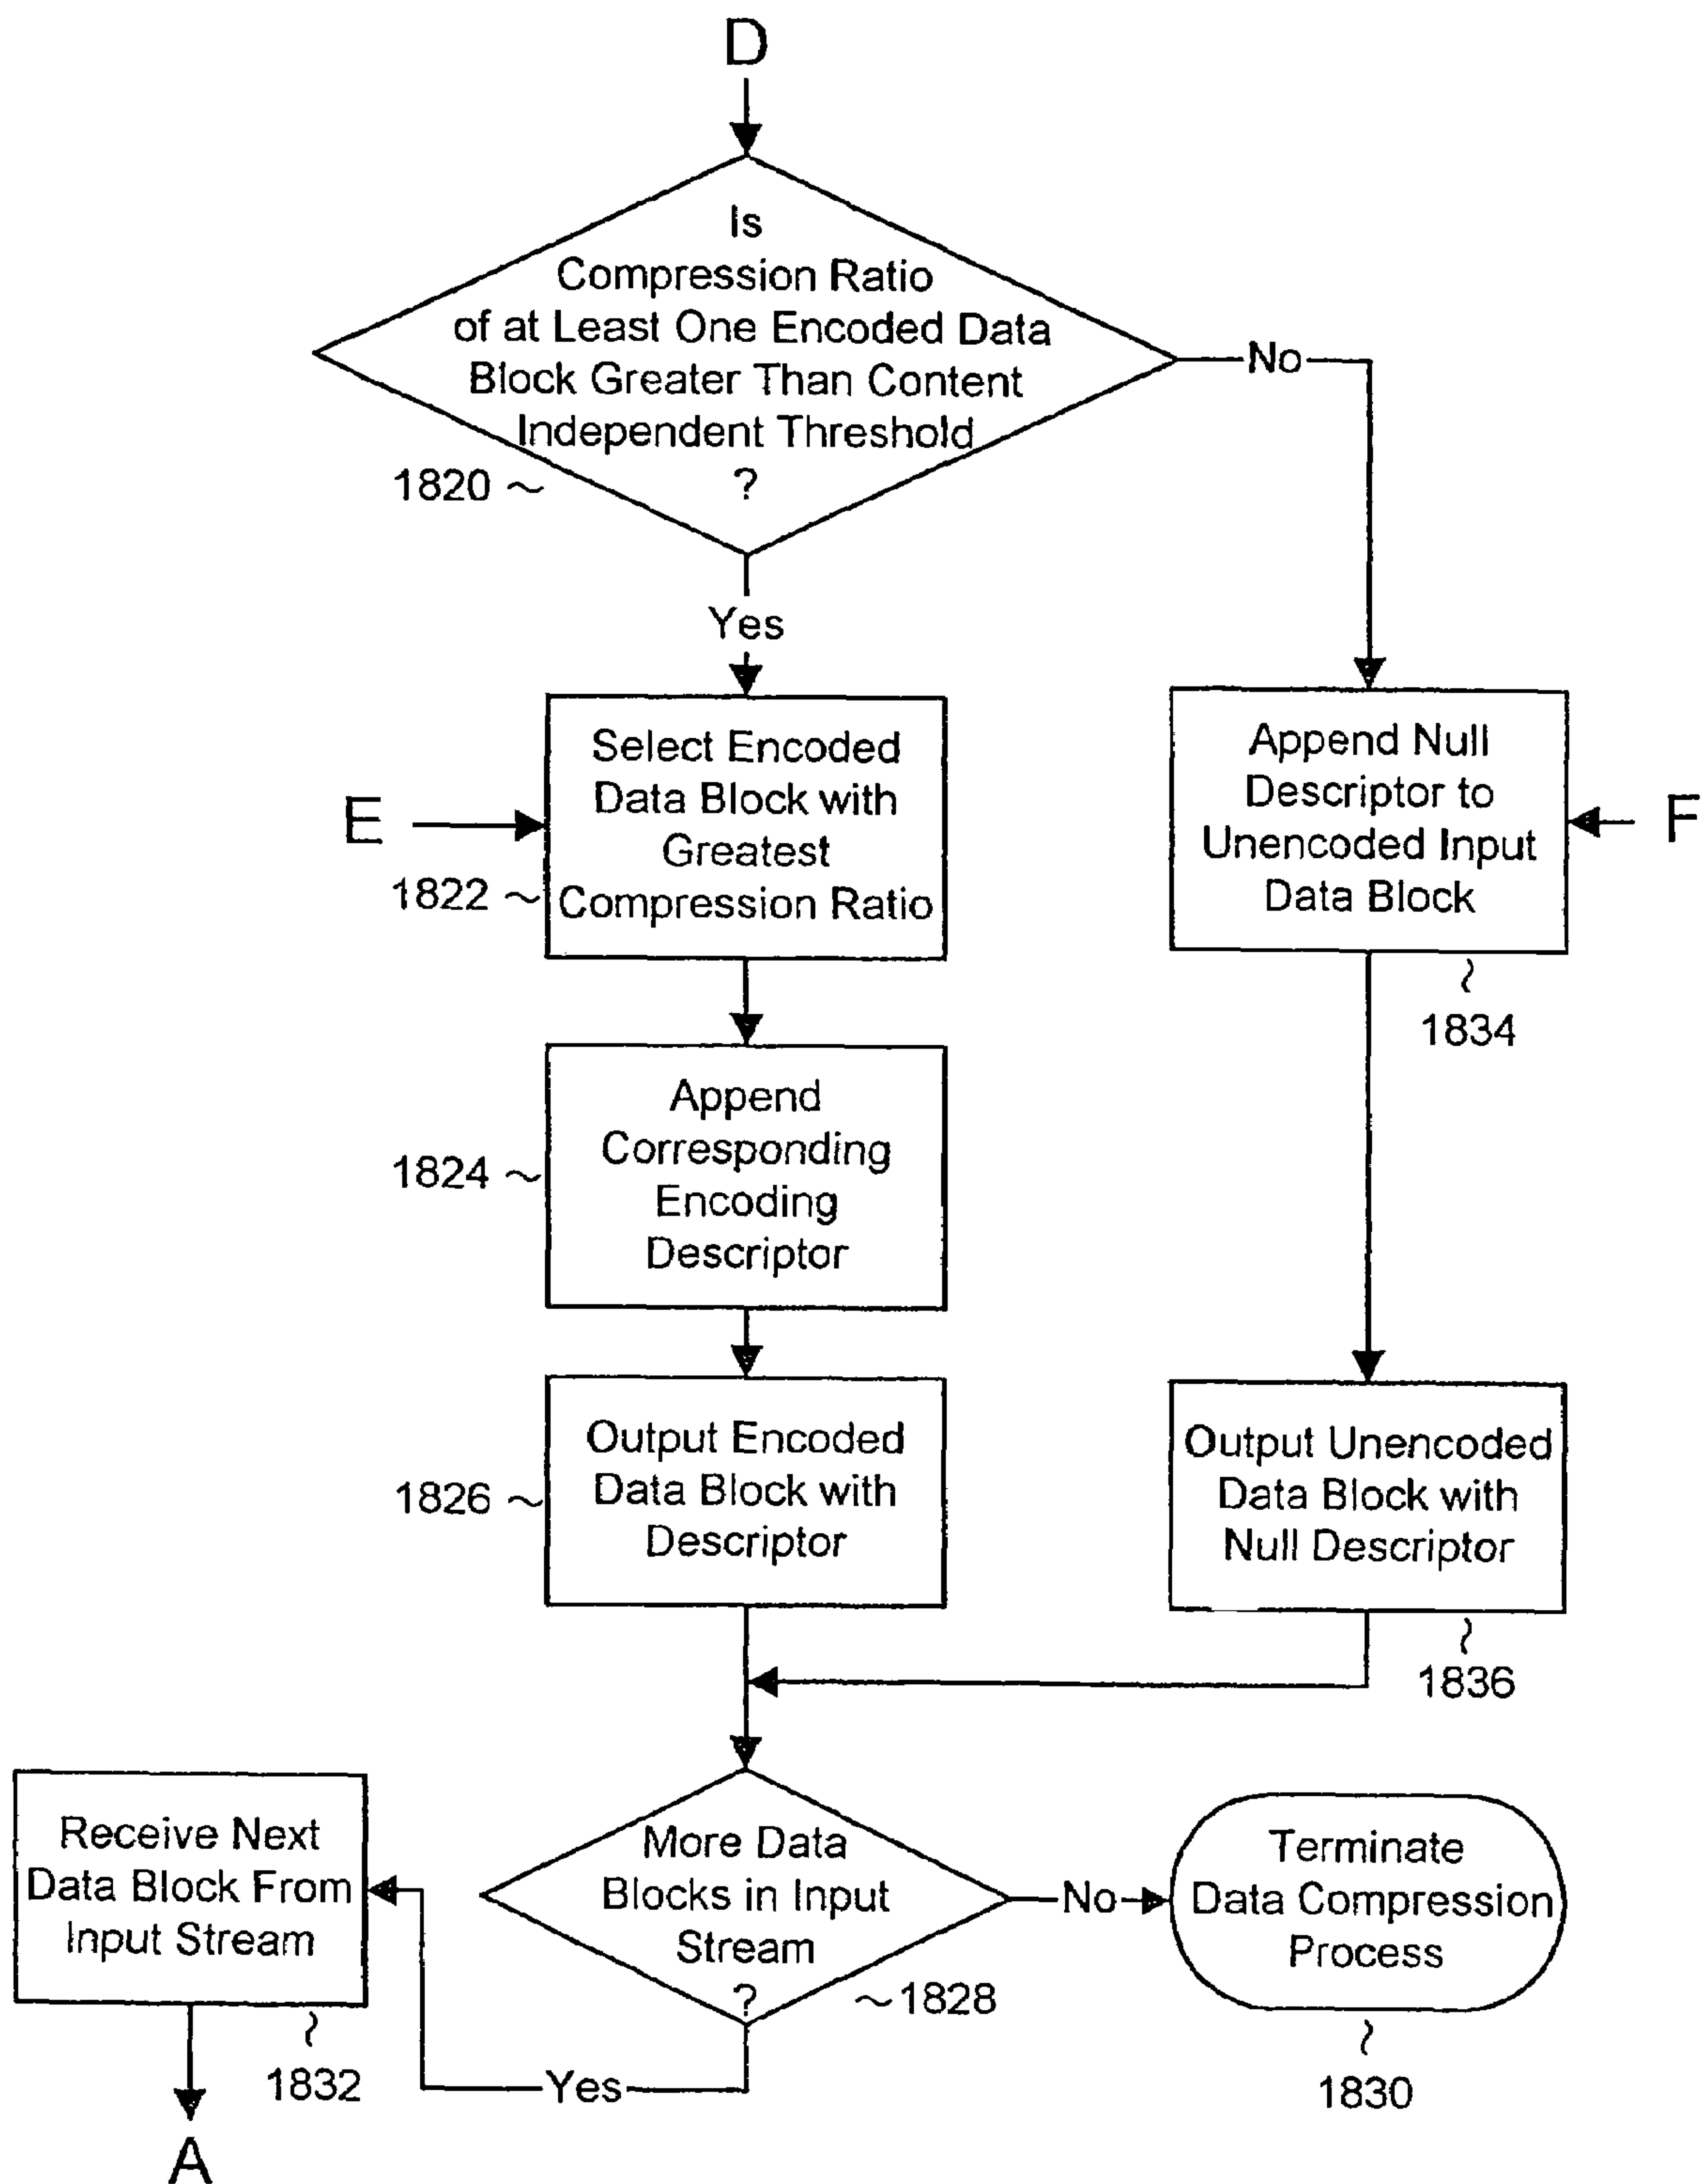 D
Is
Compression Ratio
of at Least One Encoded Data
Block Greater Than Content
Independent Threshold
?
1820
No
Yes
E
Select Encoded
Data Block with
Greatest
Compression Ratio
1822
Append Null
Descriptor to
Unencoded Input
Data Block
F
1834
Append
Corresponding
Encoding
Descriptor
1824
Output Encoded
Data Block with
Descriptor
1826
Output Unencoded
Data Block with
Null Descriptor
1836
Receive Next
Data Block From
Input Stream
1832
More Data
Blocks in Input
Stream
?
1828
No
Terminate
Data Compression
Process
1830
Yes
A